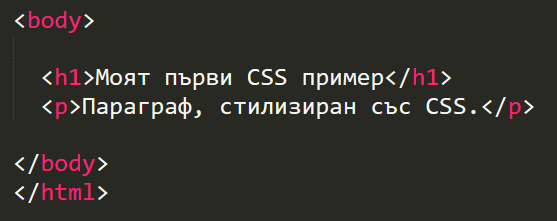 <body>
<h1>Моят първи CSS пример</h1>
<p>Параграф, стилизиран със CSS.</p>
</body>
</html>